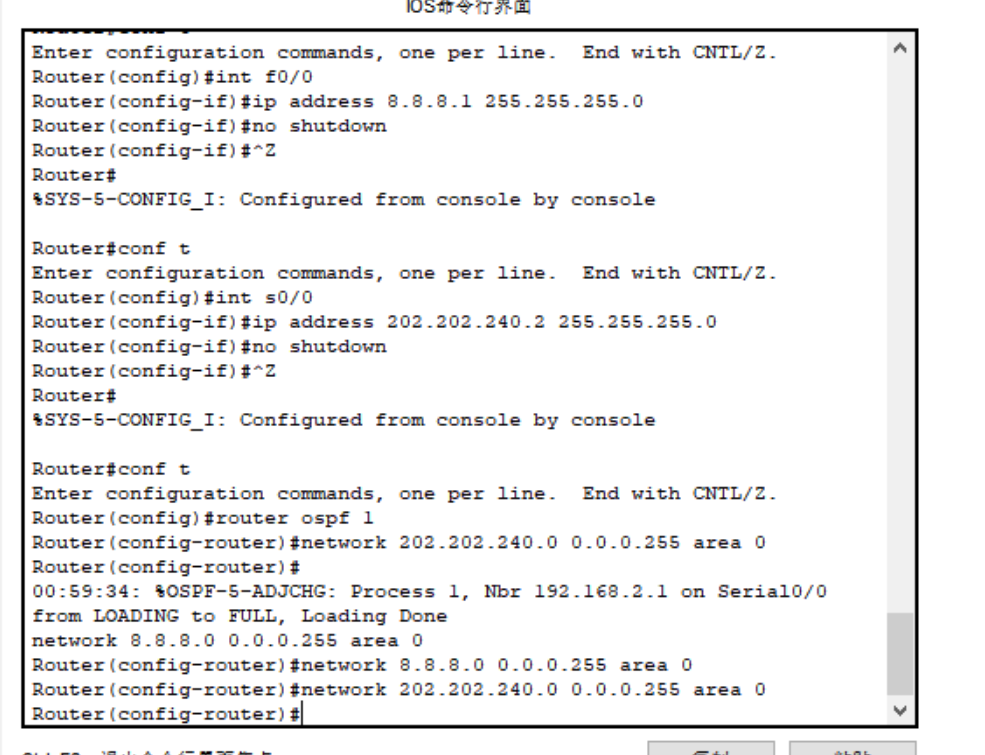 IOS命令行界面
Enter configuration commands, one per line.  End with CNTL/Z.
Router(config)#int f0/0
Router(config-if)#ip address 8.8.8.1 255.255.255.0
Router(config-if)#no shutdown
Router(config-if)#^Z
Router#
%SYS-5-CONFIG_I: Configured from console by console
Router#conf t
Enter configuration commands, one per line.  End with CNTL/Z.
Router(config)#int s0/0
Router(config-if)#ip address 202.202.240.2 255.255.255.0
Router(config-if)#no shutdown
Router(config-if)#^Z
Router#
%SYS-5-CONFIG_I: Configured from console by console
Router#conf t
Enter configuration commands, one per line.  End with CNTL/Z.
Router(config)#router ospf 1
Router(config-router)#network 202.202.240.0 0.0.0.255 area 0
Router(config-router)#
00:59:34: %OSPF-5-ADJCHG: Process 1, Nbr 192.168.2.1 on Serial0/0
from LOADING to FULL, Loading Done
network 8.8.8.0 0.0.0.255 area 0
Router(config-router)#network 8.8.8.0 0.0.0.255 area 0
Router(config-router)#network 202.202.240.0 0.0.0.255 area 0
Router(config-router)#